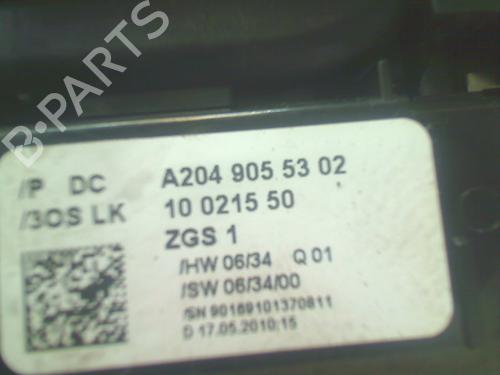 B-PARTS
/P DC A204 905 53 02
/3OS LK 10 0215 50
ZGS 1
/HW 06/34 Q 01
/SW 06/34/00
/SN 90169101370811
D 17.05.2010:15